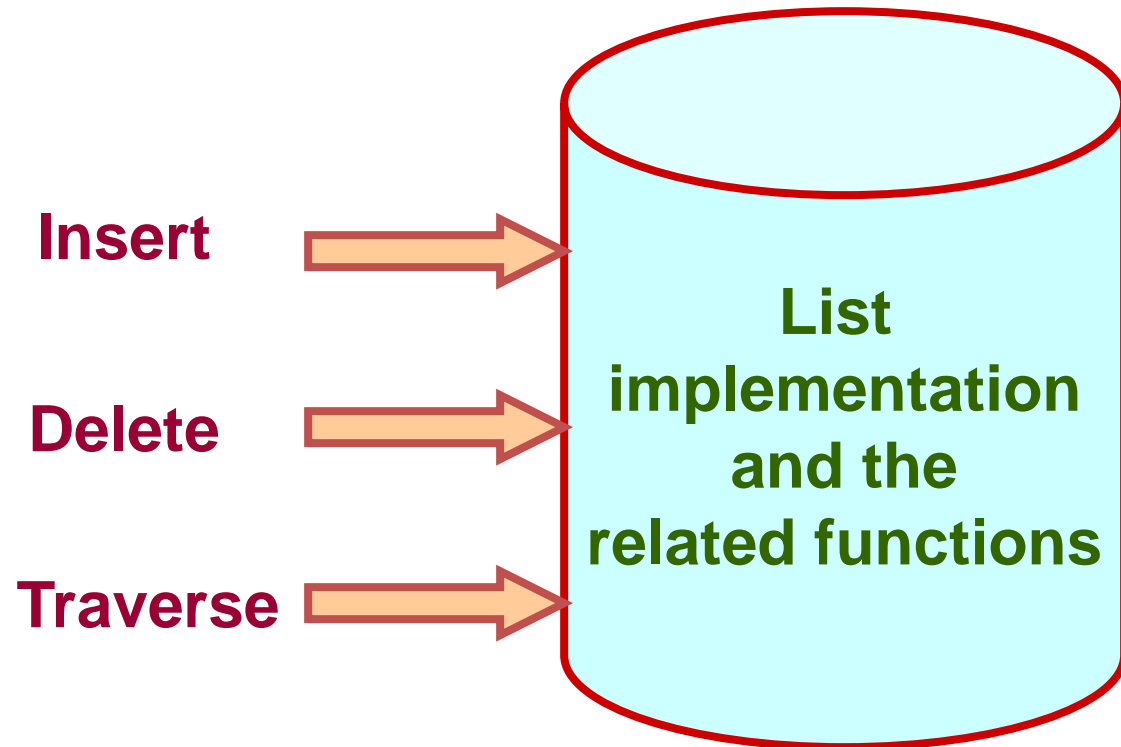 Insert
Delete
Traverse
List
implementation
and the
related functions